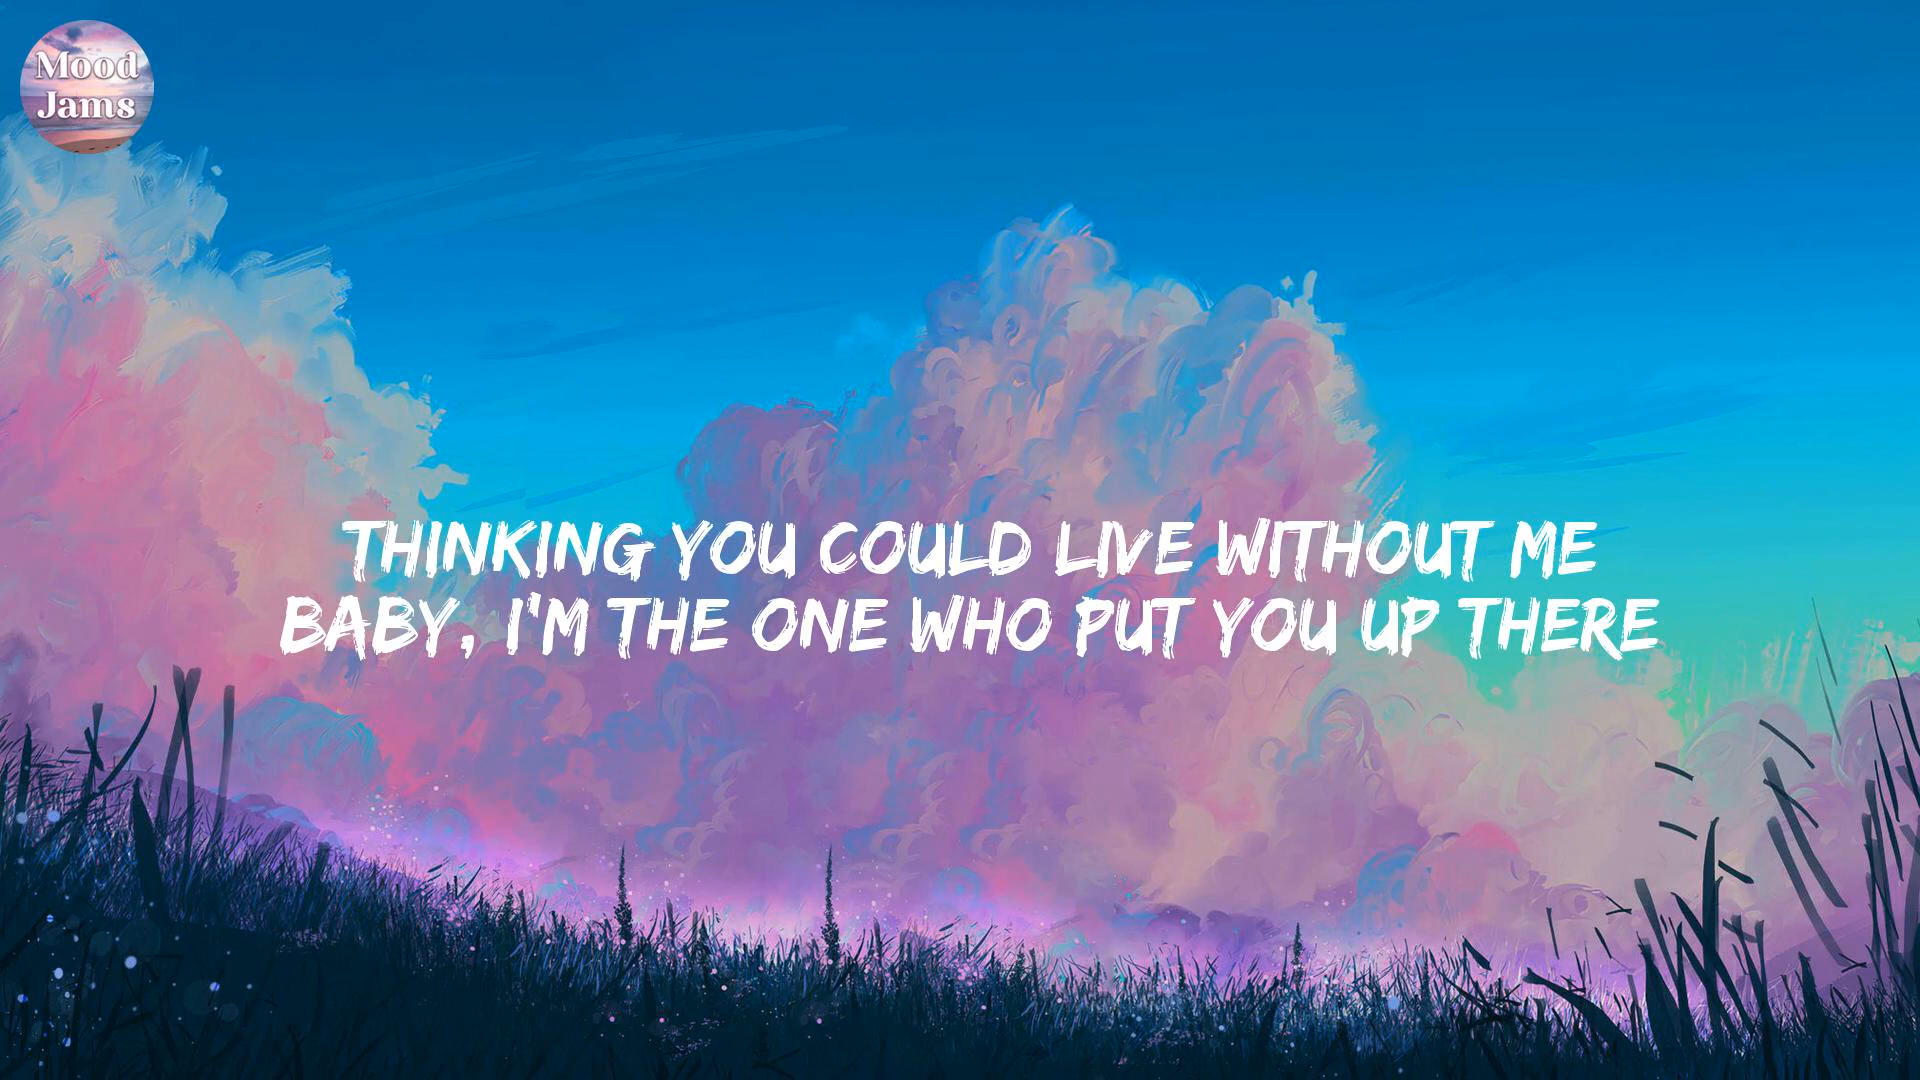 Mood
Jams
THINKING YOU COULD LIVE WITHOUT ME
BABY, I'M THE ONE WHO PUT YOU UP THERE